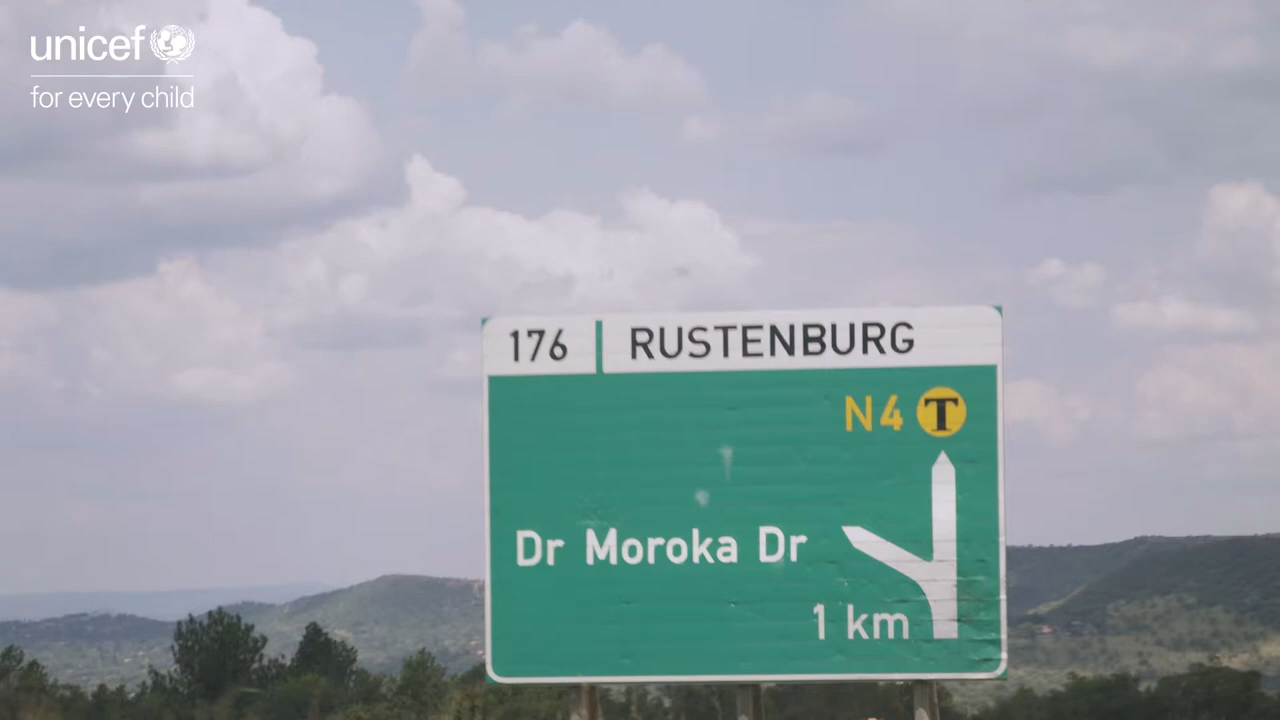 unicef
for every child
176 RUSTENBURG
N4 T
Dr Moroka Dr
1 km